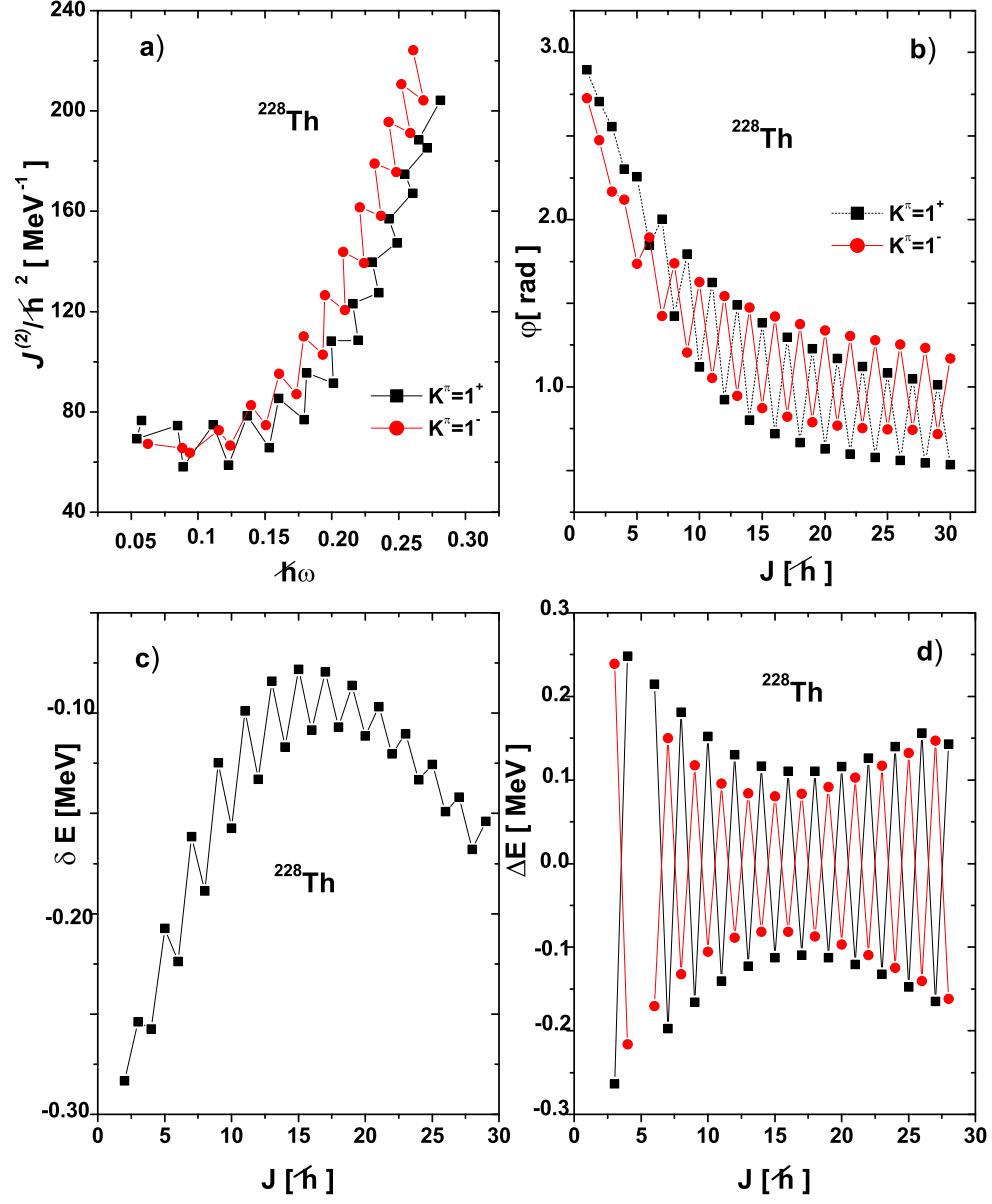 a)
228Th
J(2)/ħ 2 [ MeV-1 ]
240
200
160
120
80
40
0.05 0.1 0.15 0.20 0.25 0.30
ħω
Kπ=1+
Kπ=1-
b)
228Th
φ[ rad ]
3.0
2.0
1.0
0 5 10 15 20 25 30
J [ ħ ]
Kπ=1+
Kπ=1-
c)
228Th
δ E [MeV]
-0.10
-0.20
-0.30
0 5 10 15 20 25 30
J [ ħ ]
d)
228Th
ΔE [ MeV ]
0.3
0.2
0.1
0.0
-0.1
-0.2
-0.3
0 5 10 15 20 25 30
J [ ħ ]